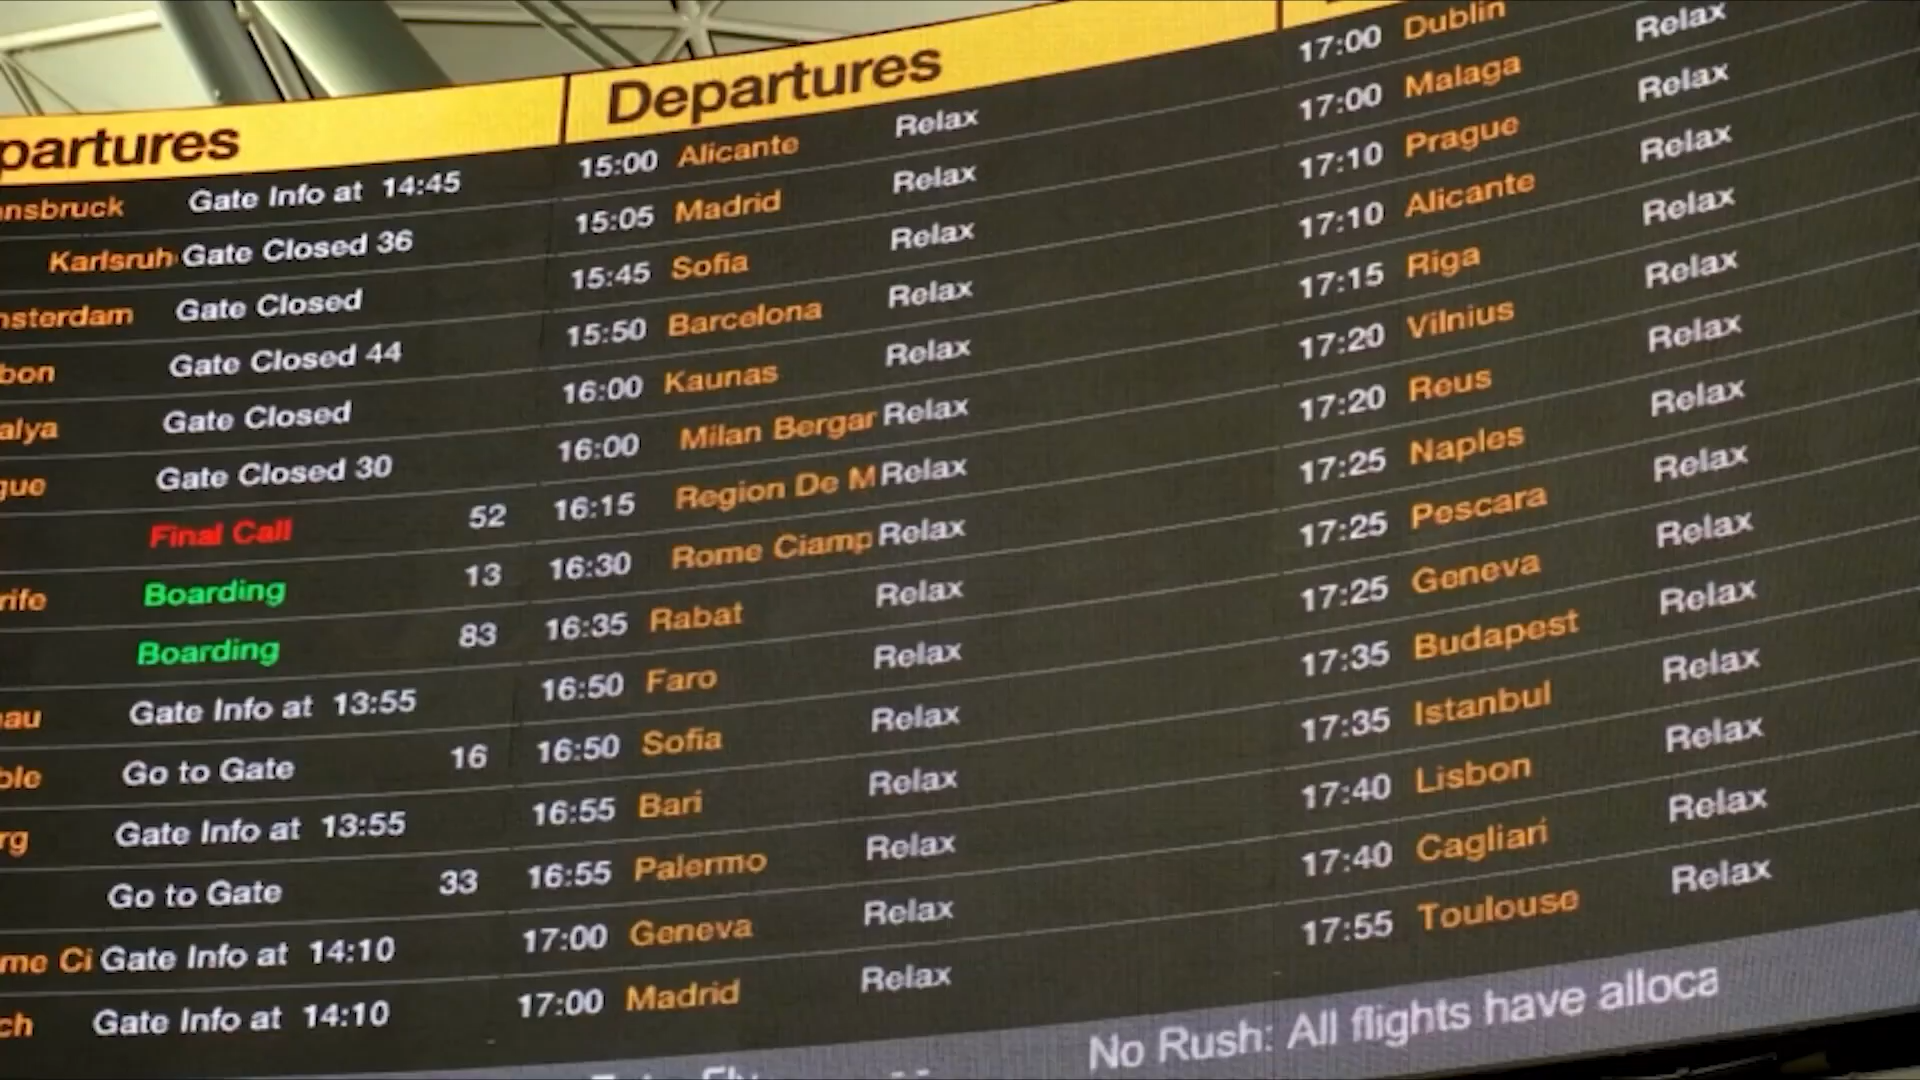 partures
nsbruck Gate Info at 14:45
Karlsruh Gate Closed 36
msterdam Gate Closed
bon Gate Closed 44
alya Gate Closed
gue Gate Closed 30
Final Call 52
rife Boarding 13
Boarding 83
au Gate Info at 13:55
ble Go to Gate 16
rg Gate Info at 13:55
Go to Gate 33
me Ci Gate Info at 14:10
ch Gate Info at 14:10
Departures
15:00 Alicante Relax
15:05 Madrid Relax
15:45 Sofia Relax
15:50 Barcelona Relax
16:00 Kaunas Relax
16:00 Milan Bergar Relax
16:15 Region De M Relax
16:30 Rome Ciamp Relax
16:35 Rabat Relax
16:50 Faro Relax
16:50 Sofia Relax
16:55 Bari Relax
16:55 Palermo Relax
17:00 Geneva Relax
17:00 Madrid Relax
17:00 Dublin Relax
17:00 Malaga Relax
17:10 Prague Relax
17:10 Alicante Relax
17:15 Riga Relax
17:20 Vilnius Relax
17:20 Reus Relax
17:25 Naples Relax
17:25 Pescara Relax
17:25 Geneva Relax
17:35 Budapest Relax
17:35 Istanbul Relax
17:40 Lisbon Relax
17:40 Cagliari Relax
17:55 Toulouse Relax
No Rush: All flights have alloca